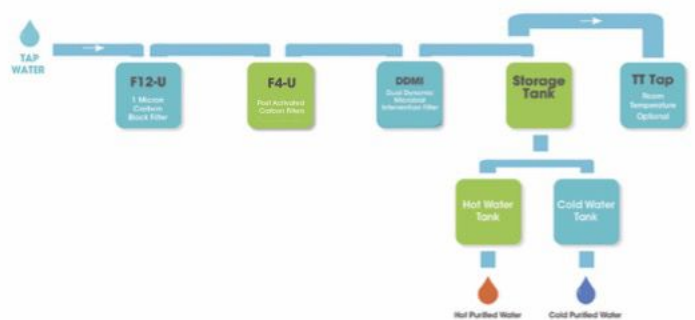 TAP
WATER
F12-U
1 Micron
Carbon
Block Filter
F4-U
Post Activated
Carbon Filters
DDMI
Dual Dynamic
Microbial
Intervention Filter
Storage
Tank
TT Tap
Room
Temperature
Optional
Hot Water
Tank
Cold Water
Tank
Hot Purified Water
Cold Purified Water